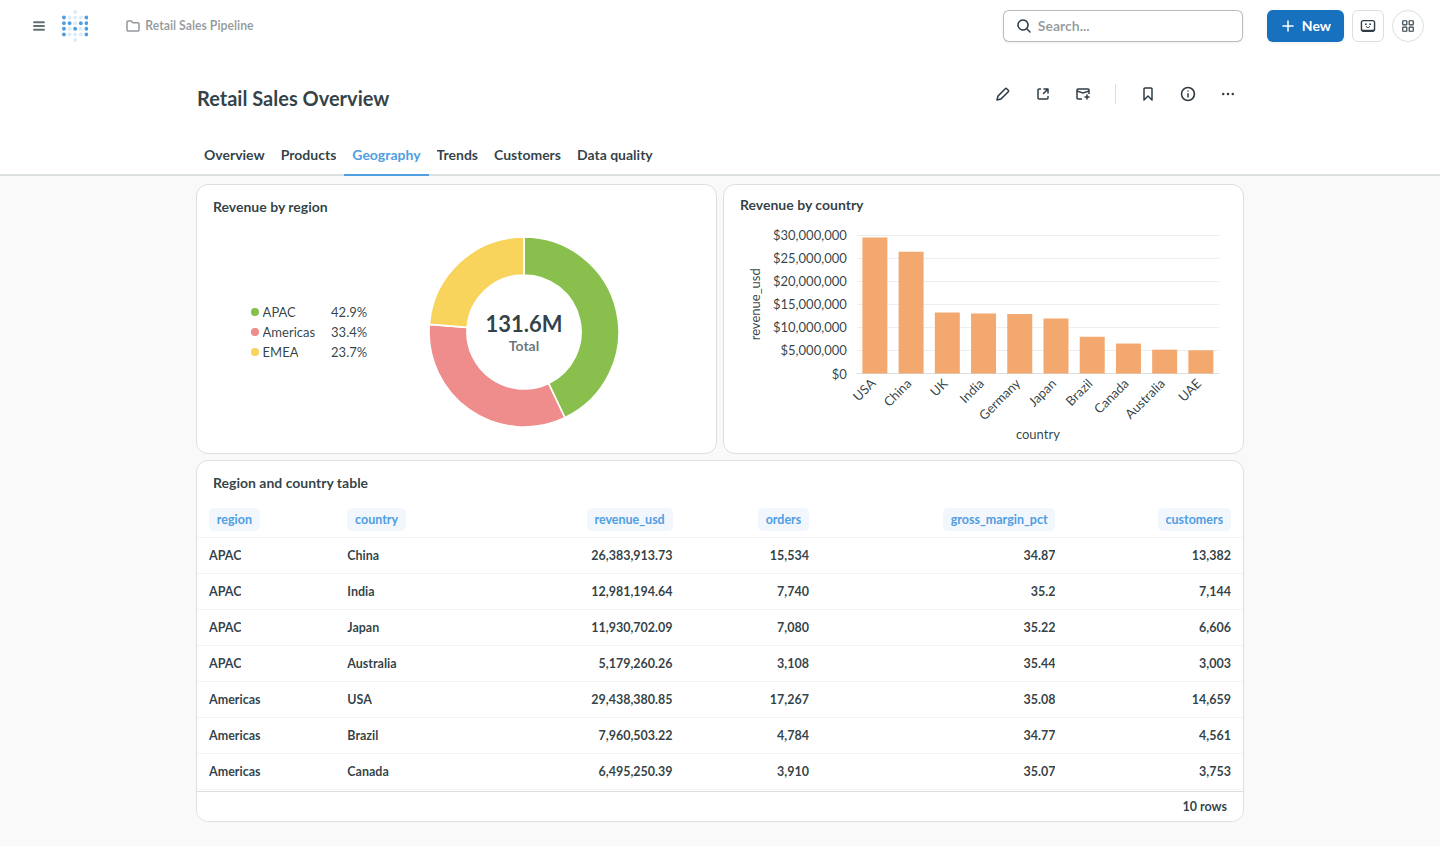 Retail Sales Pipeline
Search...
New
Retail Sales Overview
Overview Products Geography Trends Customers Data quality
Revenue by region
APAC 42.9%
Americas 33.4%
EMEA 23.7%
131.6M
Total
Revenue by country
revenue_usd
$30,000,000
$25,000,000
$20,000,000
$15,000,000
$10,000,000
$5,000,000
$0
USA China UK India Germany Japan Brazil Canada Australia UAE
country
Region and country table
region country revenue_usd orders gross_margin_pct customers
APAC China 26,383,913.73 15,534 34.87 13,382
APAC India 12,981,194.64 7,740 35.2 7,144
APAC Japan 11,930,702.09 7,080 35.22 6,606
APAC Australia 5,179,260.26 3,108 35.44 3,003
Americas USA 29,438,380.85 17,267 35.08 14,659
Americas Brazil 7,960,503.22 4,784 34.77 4,561
Americas Canada 6,495,250.39 3,910 35.07 3,753
10 rows